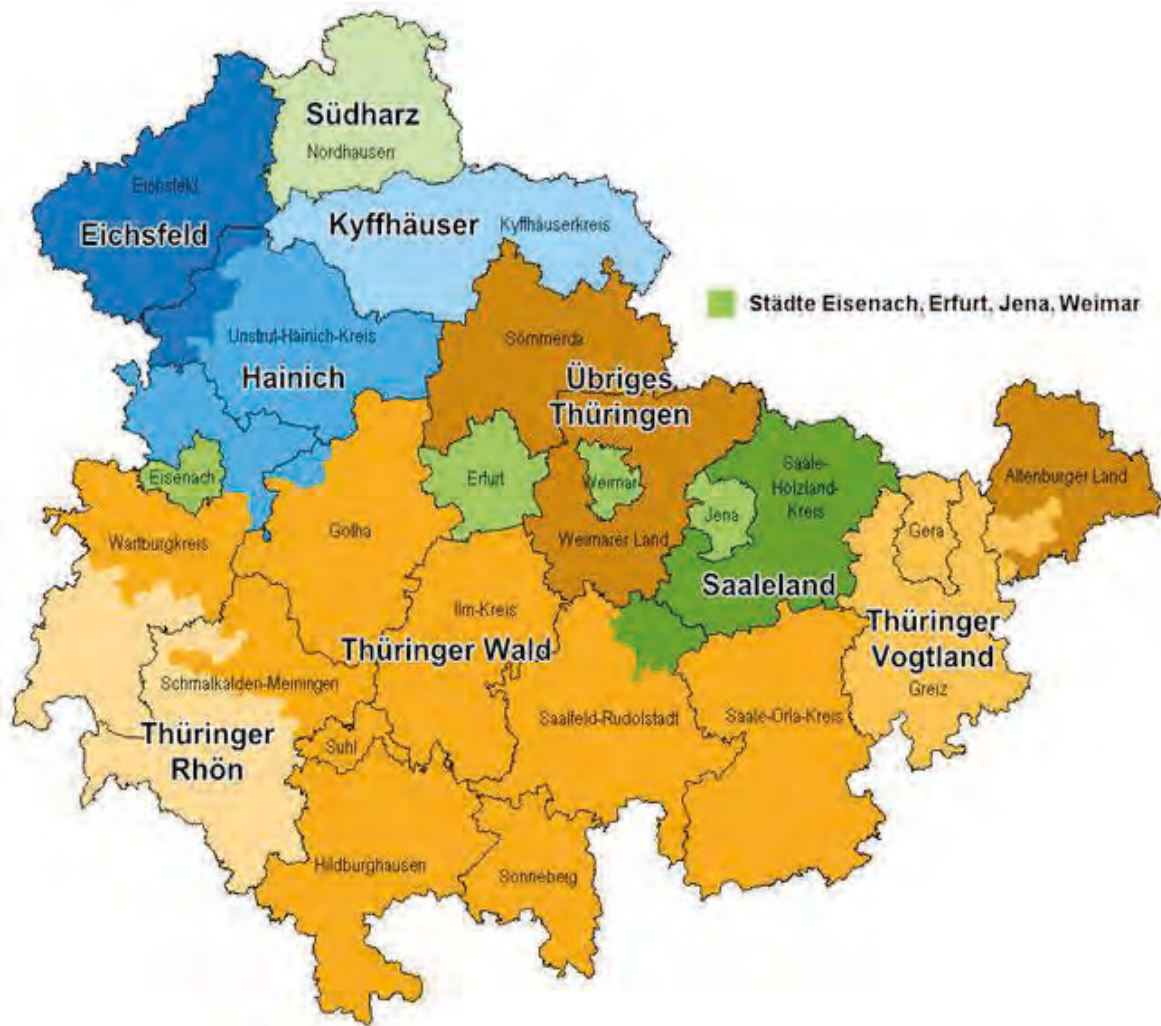 Südharz
Nordhausen
Eichsfeld
Eichsfeld
Kyffhäuser
Kyffhäuserkreis
Städte Eisenach, Erfurt, Jena, Weimar
Unstrut-Hainich-Kreis
Hainich
Sömmerda
Übriges
Thüringen
Eisenach
Erfurt
Weimar
Saale-
Holzland-
Kreis
Jena
Altenburger Land
Gera
Wartburgkreis
Gotha
Weimarer Land
Saaleland
Ilm-Kreis
Thüringer Wald
Thüringer
Vogtland
Greiz
Schmalkalden-Meiningen
Saalfeld-Rudolstadt
Saale-Orla-Kreis
Thüringer
Rhön
Suhl
Hildburghausen
Sonneberg